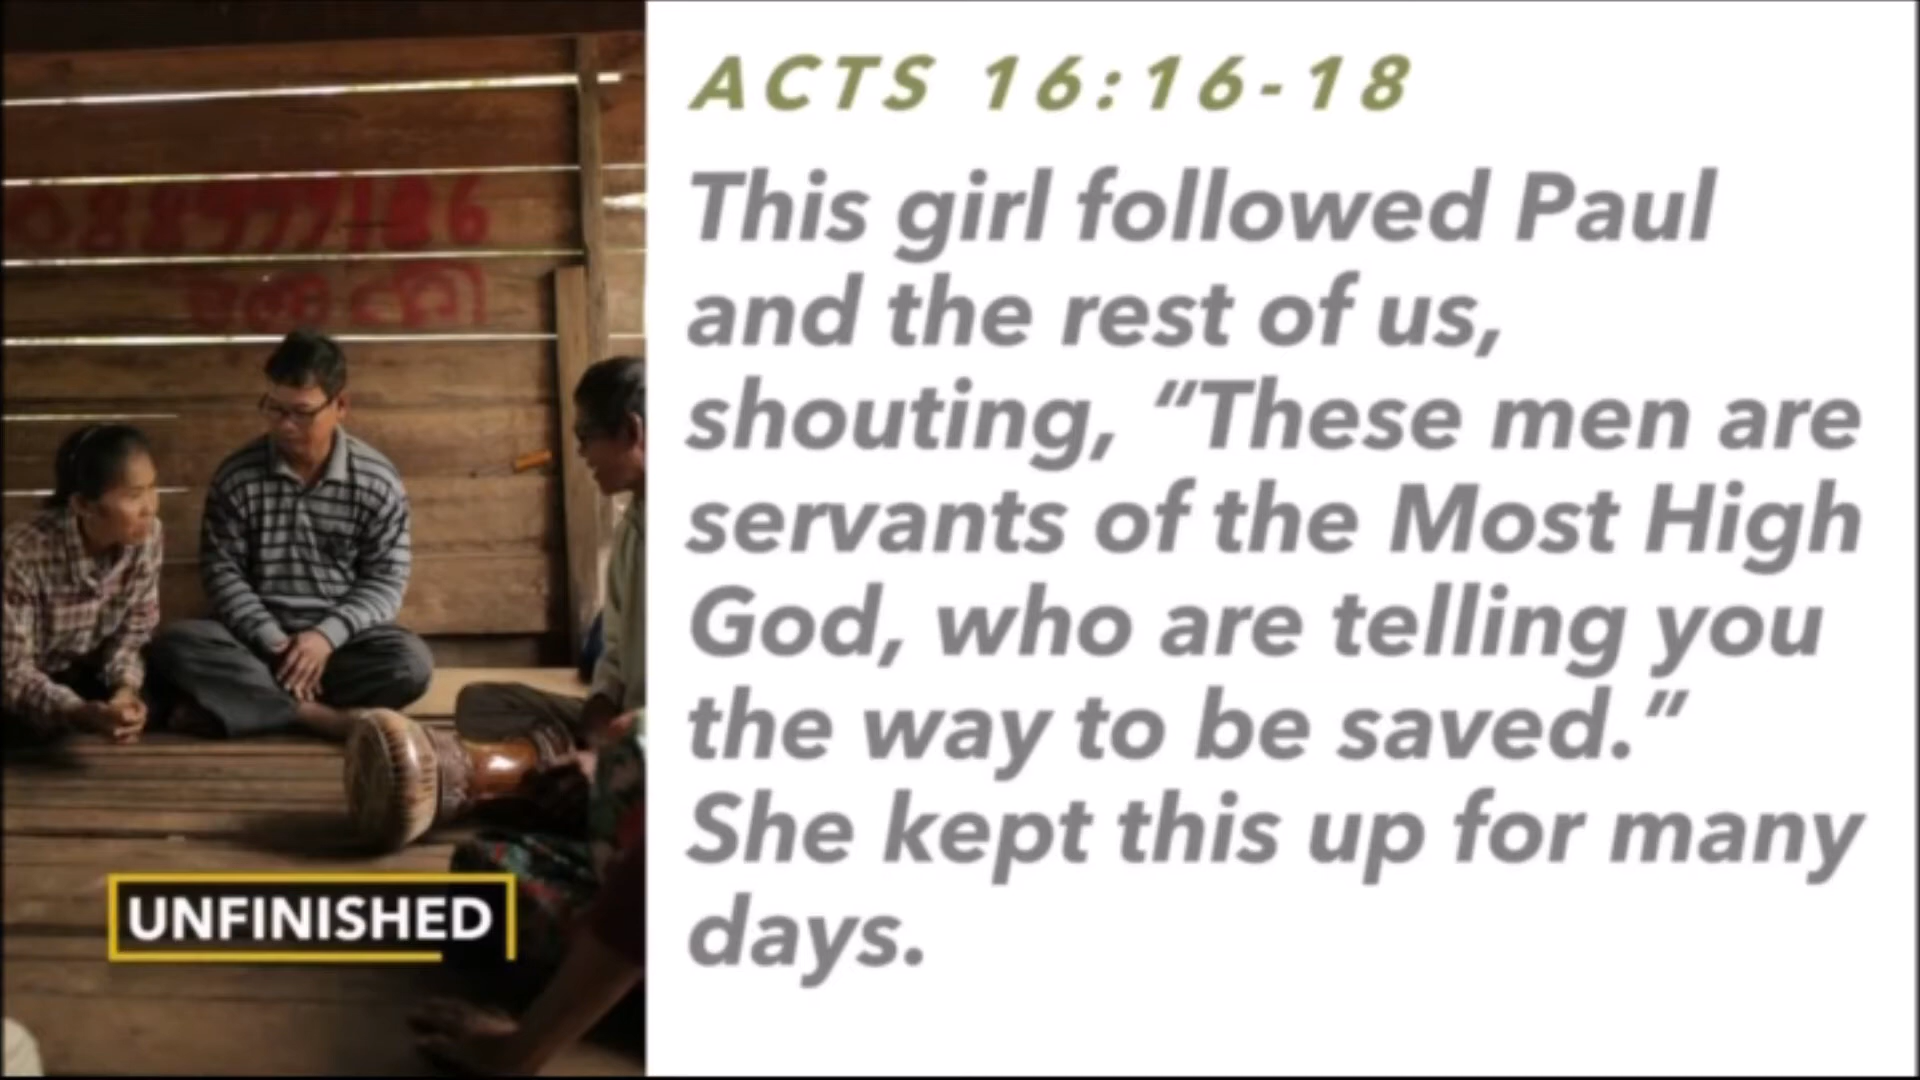 ACTS 16:16-18
This girl followed Paul
and the rest of us,
shouting, “These men are
servants of the Most High
God, who are telling you
the way to be saved.”
She kept this up for many
days.
UNFINISHED